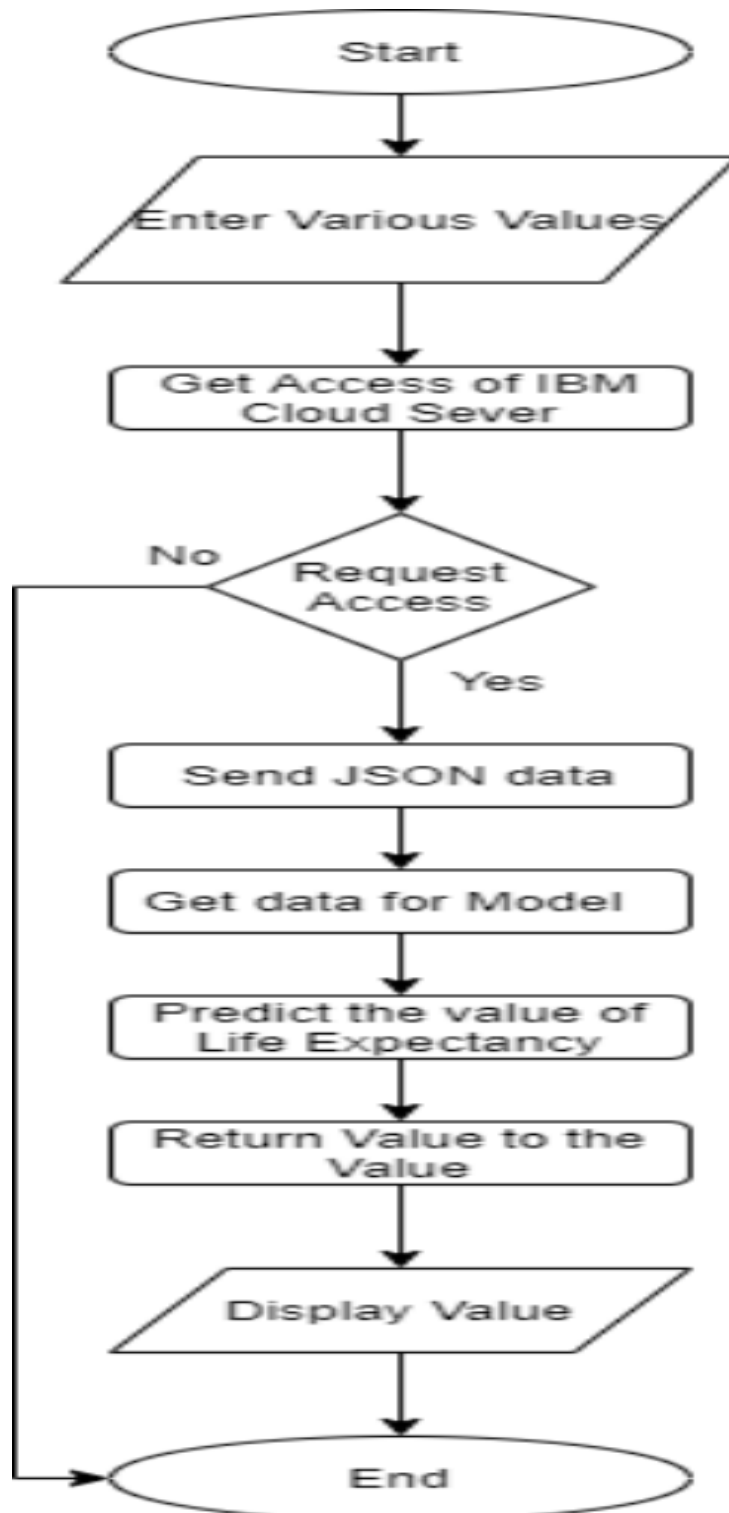 Start
Enter Various Values
Get Access of IBM
Cloud Sever
No
Request
Access
Yes
Send JSON data
Get data for Model
Predict the value of
Life Expectancy
Return Value to the
Value
Display Value
End